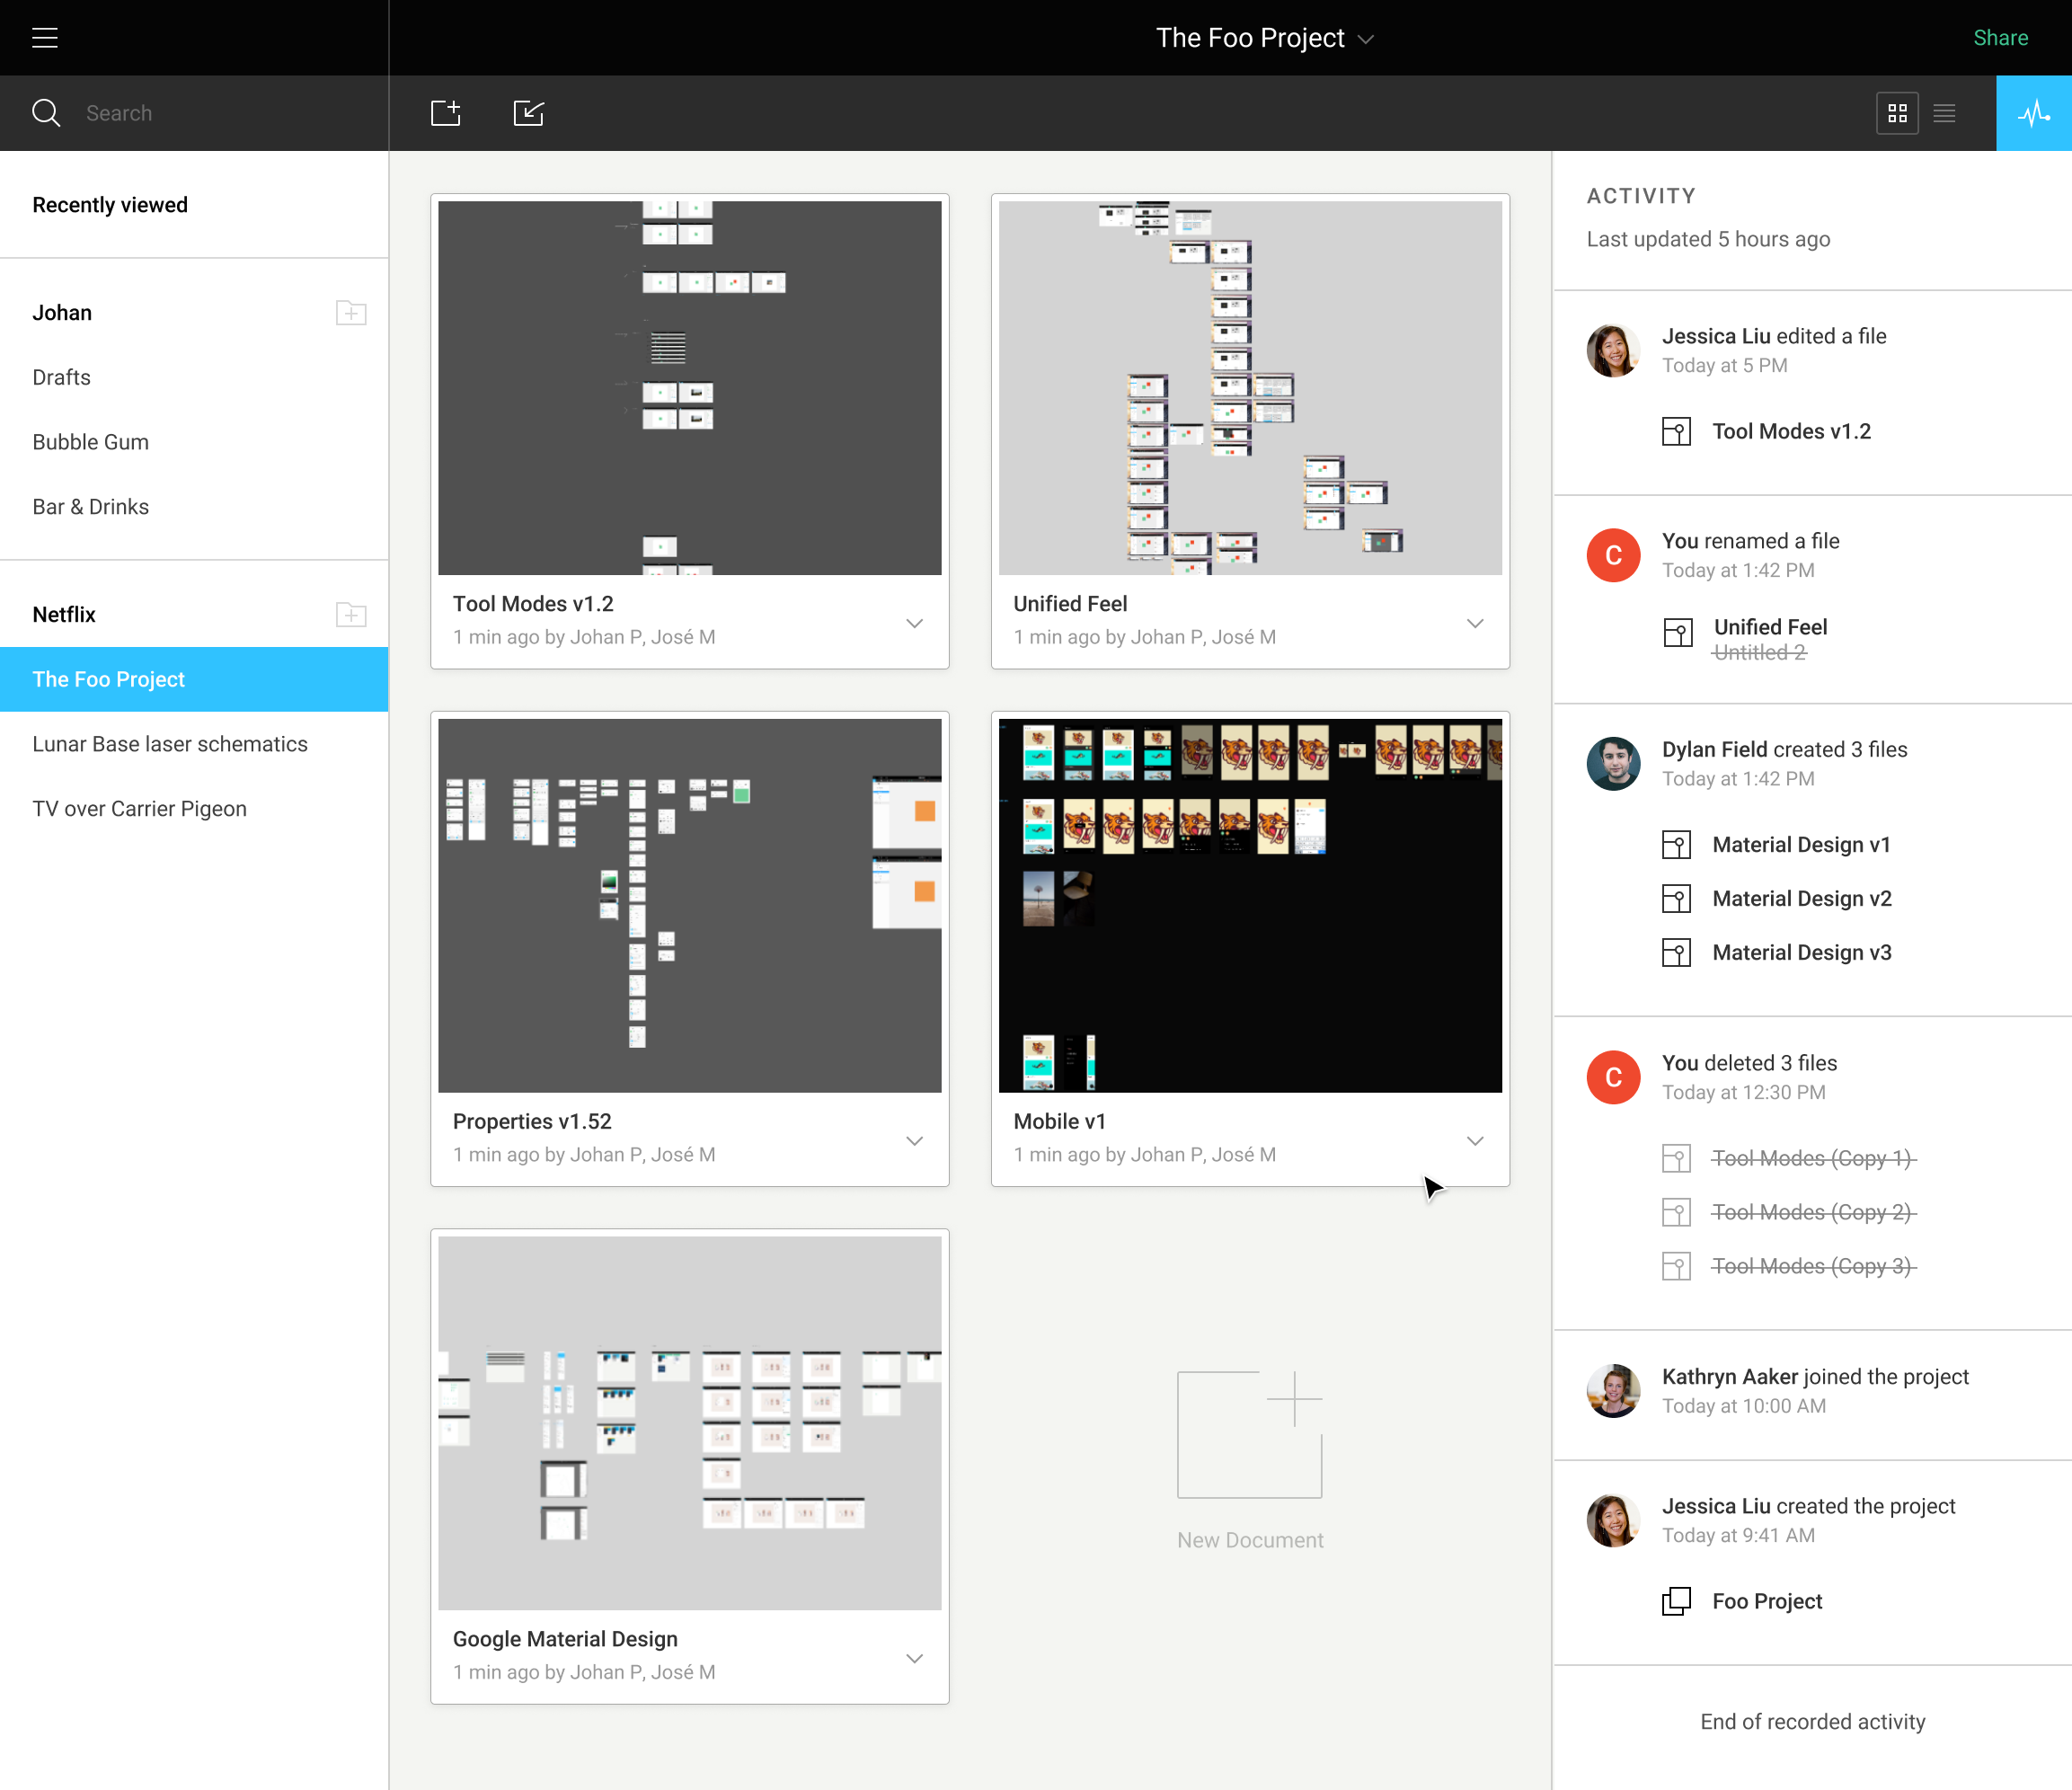 The Foo Project
Share
Search
Recently viewed
Johan
Drafts
Bubble Gum
Bar & Drinks
Netflix
The Foo Project
Lunar Base laser schematics
TV over Carrier Pigeon
Tool Modes v1.2
1 min ago by Johan P, José M
Unified Feel
1 min ago by Johan P, José M
Properties v1.52
1 min ago by Johan P, José M
Mobile v1
1 min ago by Johan P, José M
Google Material Design
1 min ago by Johan P, José M
New Document
ACTIVITY
Last updated 5 hours ago
Jessica Liu edited a file
Today at 5 PM
Tool Modes v1.2
C
You renamed a file
Today at 1:42 PM
Unified Feel
Untitled 2
Dylan Field created 3 files
Today at 1:42 PM
Material Design v1
Material Design v2
Material Design v3
C
You deleted 3 files
Today at 12:30 PM
Tool Modes (Copy 1)
Tool Modes (Copy 2)
Tool Modes (Copy 3)
Kathryn Aaker joined the project
Today at 10:00 AM
Jessica Liu created the project
Today at 9:41 AM
Foo Project
End of recorded activity